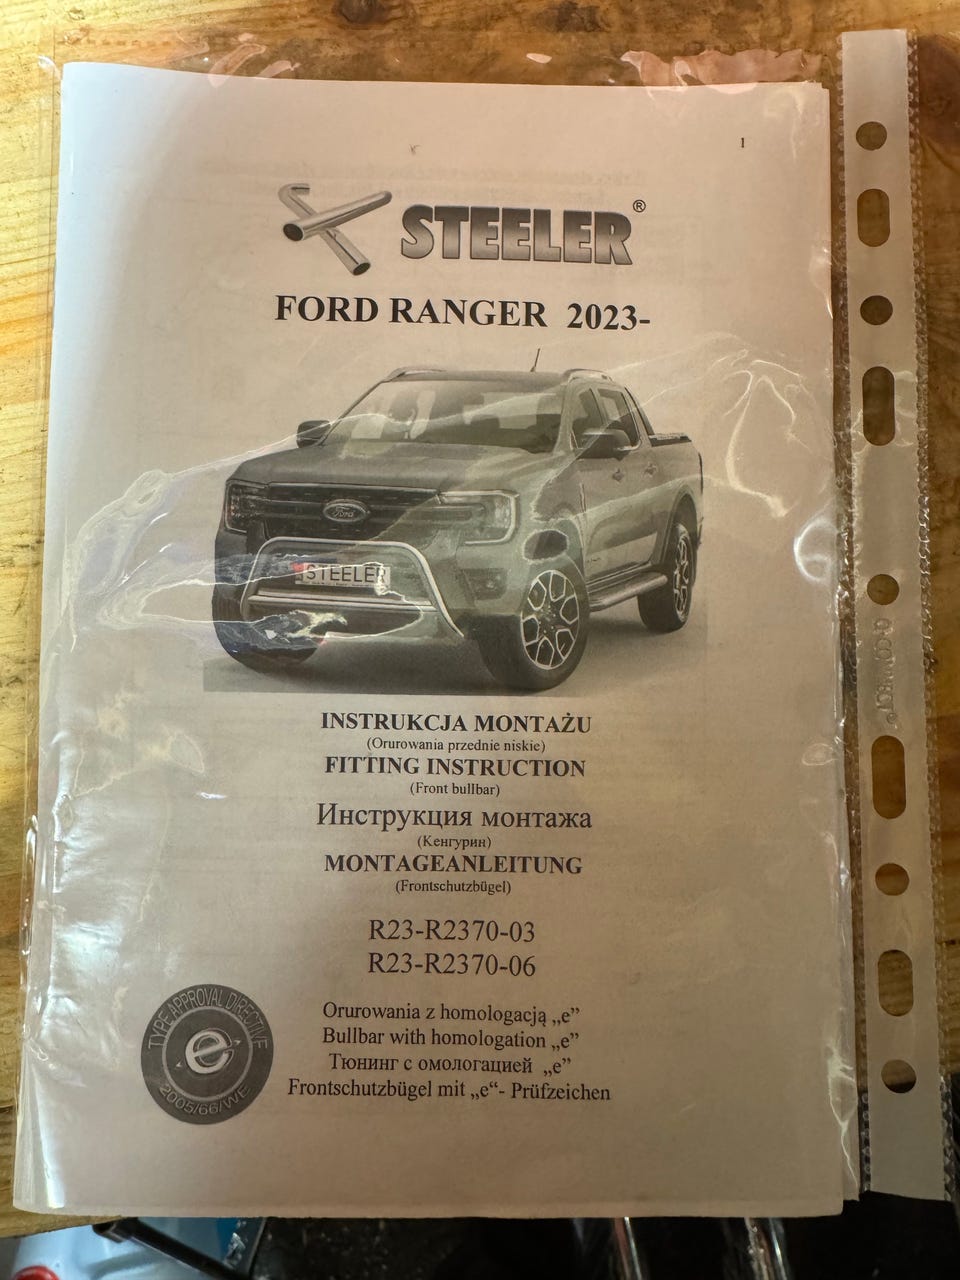 1
STEELER®
FORD RANGER 2023-
Ford
STEELER
INSTRUKCJA MONTAŻU
(Orurowania przednie niskie)
FITTING INSTRUCTION
(Front bullbar)
Инструкция монтажа
(Кенгурин)
MONTAGEANLEITUNG
(Frontschutzbügel)
R23-R2370-03
R23-R2370-06
Orurowania z homologacją „e”
Bullbar with homologation „e”
Тюнинг с омологацией „e”
Frontschutzbügel mit „e“- Prüfzeichen
TYPE APPROVAL DIRECTIVE
e
2005/66/WE